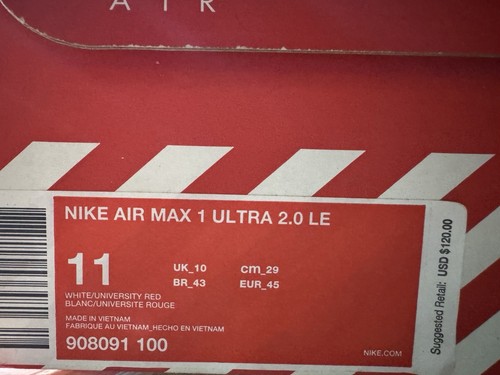 AIR
NIKE AIR MAX 1 ULTRA 2.0 LE
11
UK_10 cm_29
BR_43 EUR_45
WHITE/UNIVERSITY RED
BLANC/UNIVERSITE ROUGE
MADE IN VIETNAM
FABRIQUE AU VIETNAM_HECHO EN VIETNAM
908091 100
NIKE.COM
Suggested Retail: USD $120.00